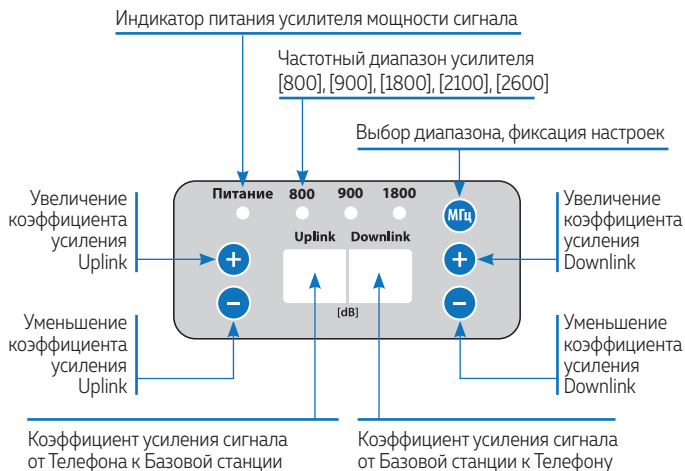 Индикатор питания усилителя мощности сигнала
Частотный диапазон усилителя
[800], [900], [1800], [2100], [2600]
Выбор диапазона, фиксация настроек
Увеличение
коэффициента
усиления
Uplink
Питание 800 900 1800
МГц
Uplink Downlink
+ +
− −
[dB]
Увеличение
коэффициента
усиления
Downlink
Уменьшение
коэффициента
усиления
Uplink
Уменьшение
коэффициента
усиления
Downlink
Коэффициент усиления сигнала
от Телефона к Базовой станции
Коэффициент усиления сигнала
от Базовой станции к Телефону